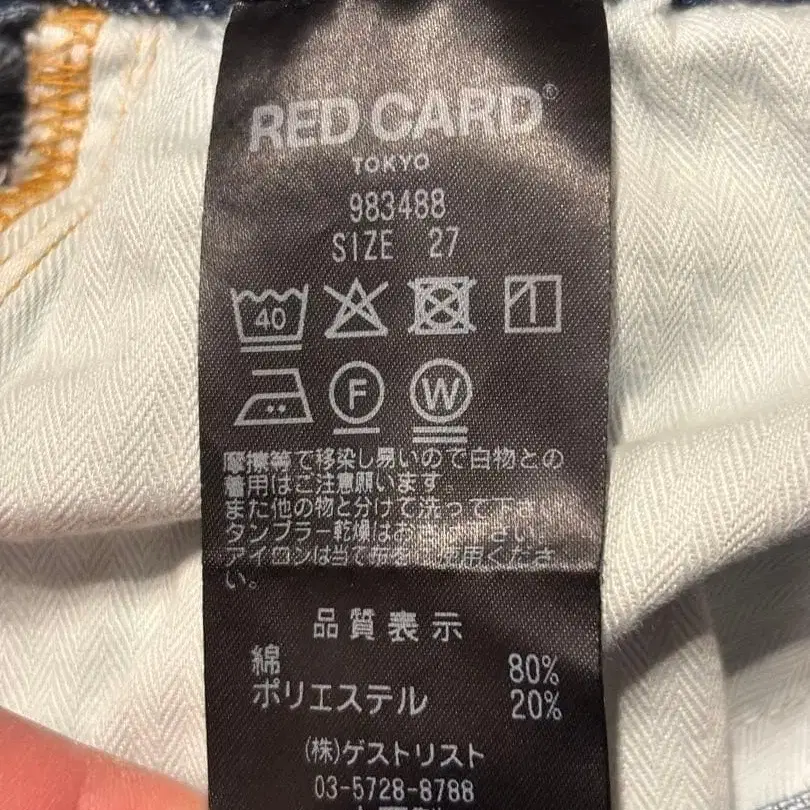 RED CARD®
TOKYO
983488
SIZE 27
40
F
W
摩擦等で移染し易いので白物との
着用はご注意願います
また他の物と分けて洗って下さい
タンブラー乾燥はお さい。
アイロンは当て布をご使用くださ
い。
品質表示
綿 80%
ポリエステル 20%
(株)ゲストリスト
03-5728-8788